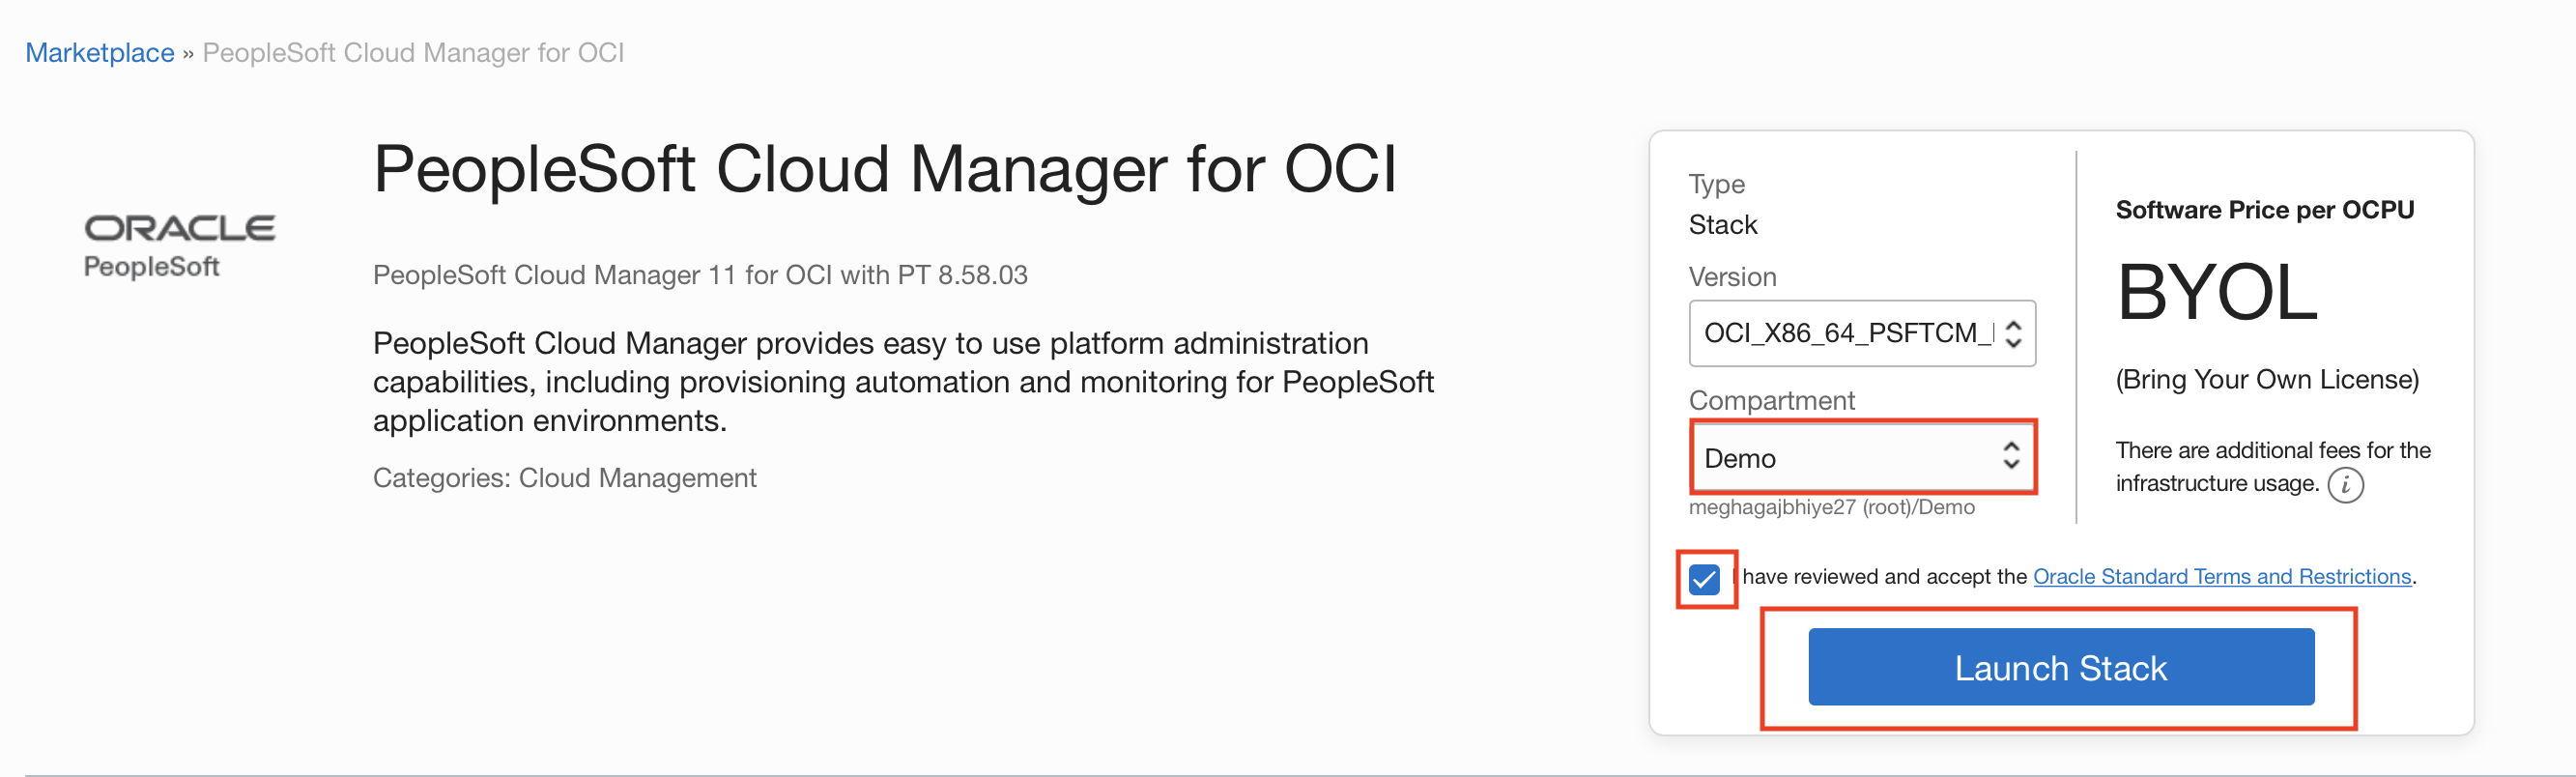 Marketplace » PeopleSoft Cloud Manager for OCI
ORACLE
PeopleSoft
PeopleSoft Cloud Manager for OCI
PeopleSoft Cloud Manager 11 for OCI with PT 8.58.03
PeopleSoft Cloud Manager provides easy to use platform administration
capabilities, including provisioning automation and monitoring for PeopleSoft
application environments.
Categories: Cloud Management
Type
Stack
Version
OCI_X86_64_PSFTCM_
Compartment
Demo
meghagajbhiye27 (root)/Demo
Software Price per OCPU
BYOL
(Bring Your Own License)
There are additional fees for the
infrastructure usage. i
I have reviewed and accept the Oracle Standard Terms and Restrictions.
Launch Stack